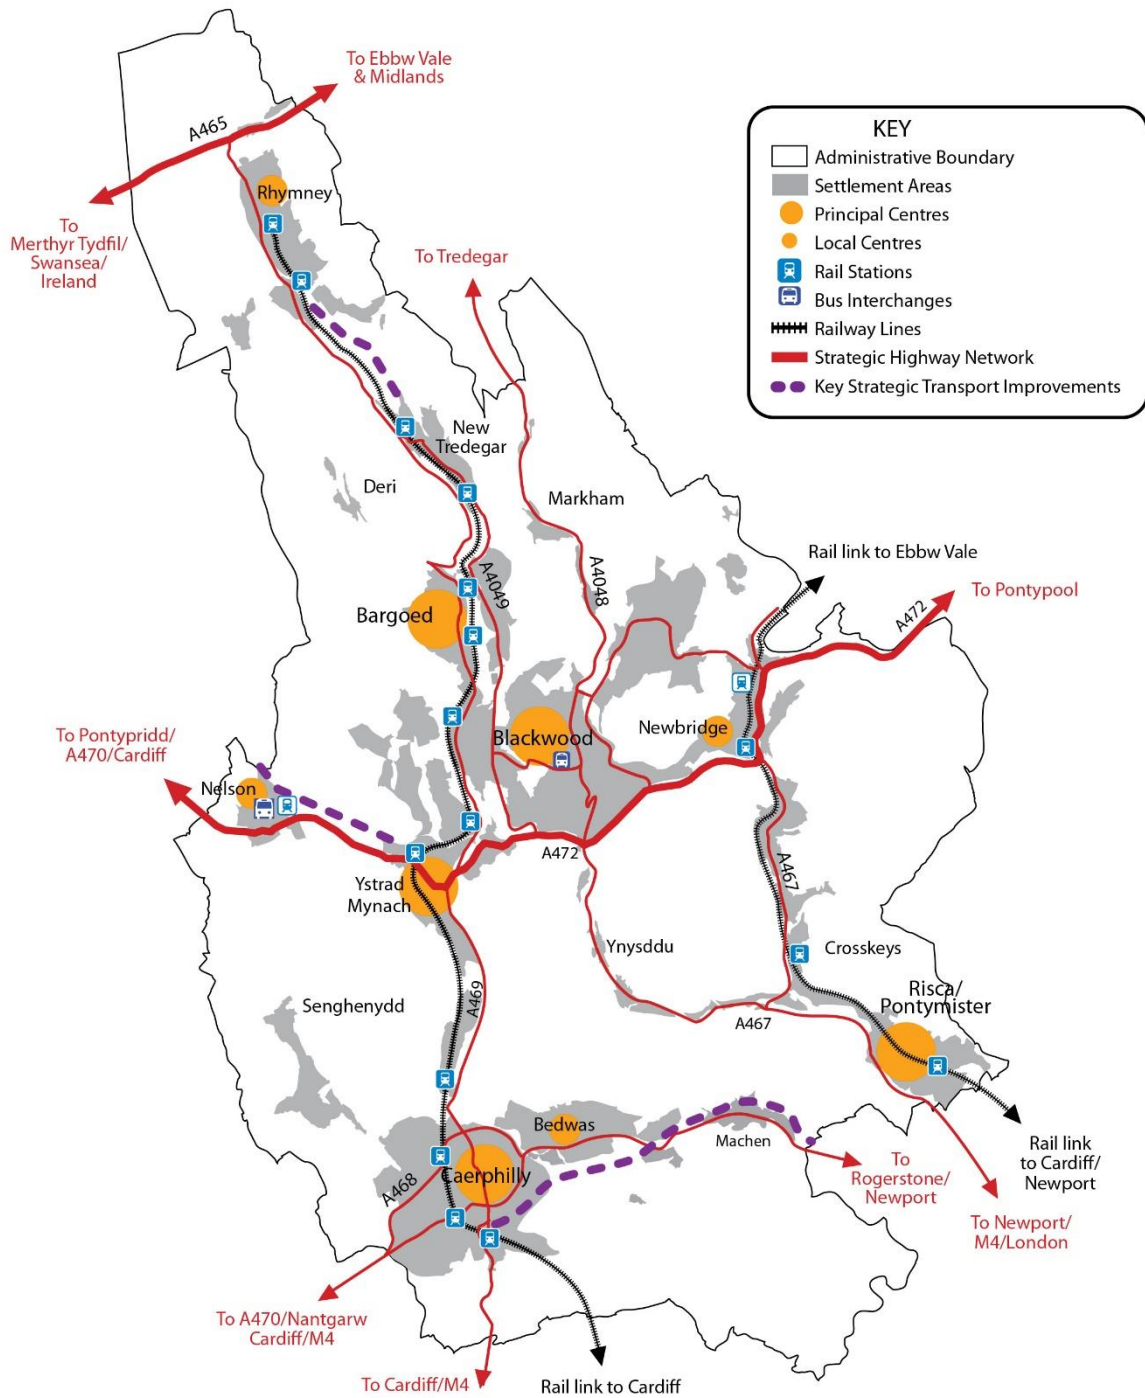 To Ebbw Vale
& Midlands
A465
KEY
Administrative Boundary
Settlement Areas
Principal Centres
Local Centres
Rail Stations
Bus Interchanges
Railway Lines
Strategic Highway Network
Key Strategic Transport Improvements
Rhymney
To
Merthyr Tydfil/
Swansea/
Ireland
To Tredegar
New
Tredegar
Deri
Markham
Rail link to Ebbw Vale
A4049
A4048
To Pontypool
A472
Bargoed
To Pontypridd/
A470/Cardiff
Blackwood
Newbridge
Nelson
A472
A467
Ystrad
Mynach
Ynysddu
Crosskeys
Senghenydd
A469
Risca/
Pontymister
A467
Bedwas
Machen
Rail link
to Cardiff/
Newport
To
Rogerstone/
Newport
Caerphilly
A468
To Newport/
M4/London
To A470/Nantgarw
Cardiff/M4
To Cardiff/M4
Rail link to Cardiff